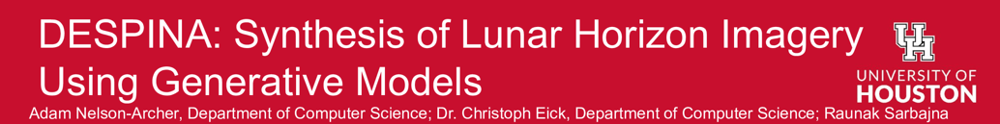 DESPINA: Synthesis of Lunar Horizon Imagery
Using Generative Models
UH
UNIVERSITY OF
HOUSTON
Adam Nelson-Archer, Department of Computer Science; Dr. Christoph Eick, Department of Computer Science; Raunak Sarbajna